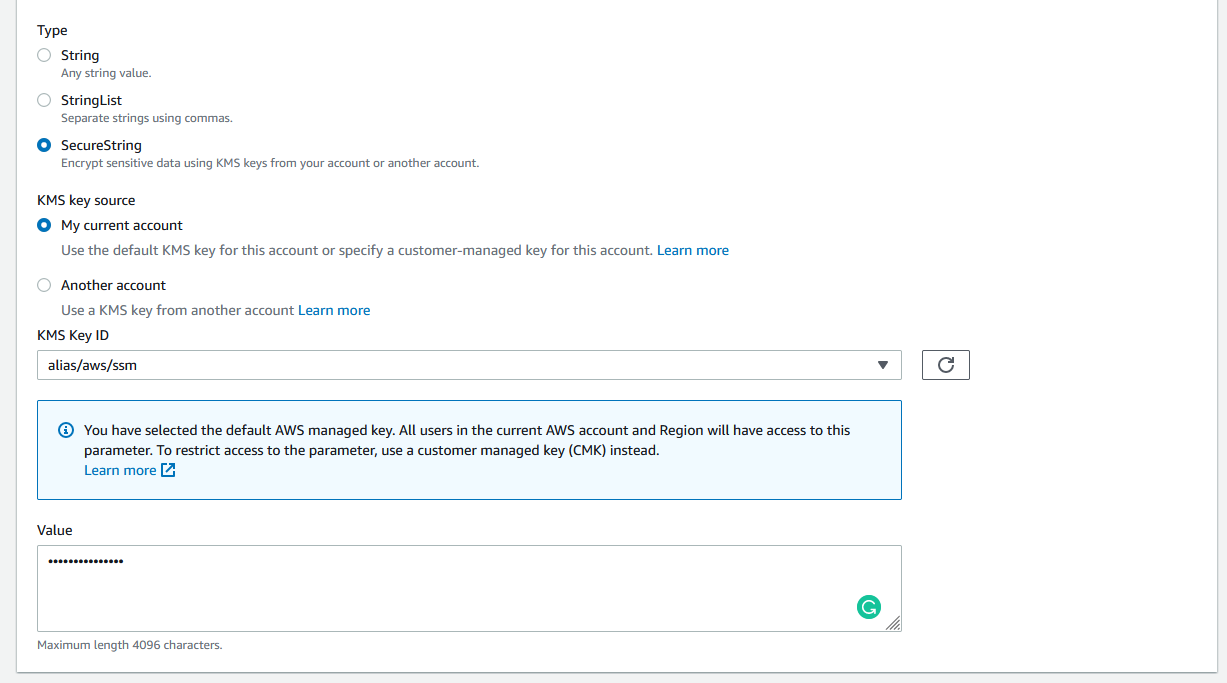 Type
String
Any string value.
StringList
Separate strings using commas.
SecureString
Encrypt sensitive data using KMS keys from your account or another account.
KMS key source
My current account
Use the default KMS key for this account or specify a customer-managed key for this account. Learn more
Another account
Use a KMS key from another account Learn more
KMS Key ID
alias/aws/ssm
You have selected the default AWS managed key. All users in the current AWS account and Region will have access to this
parameter. To restrict access to the parameter, use a customer managed key (CMK) instead.
Learn more
Value
•••••••••••••••
Maximum length 4096 characters.